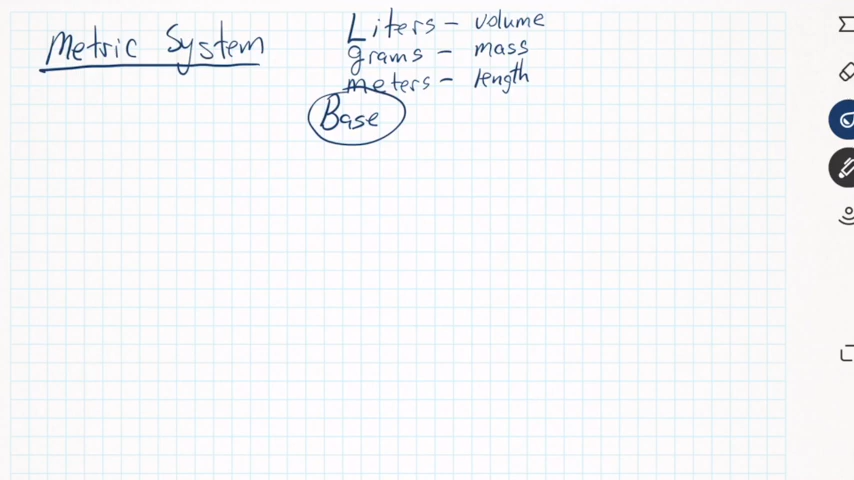 Metric System
Liters - volume
grams - mass
meters - length
Base